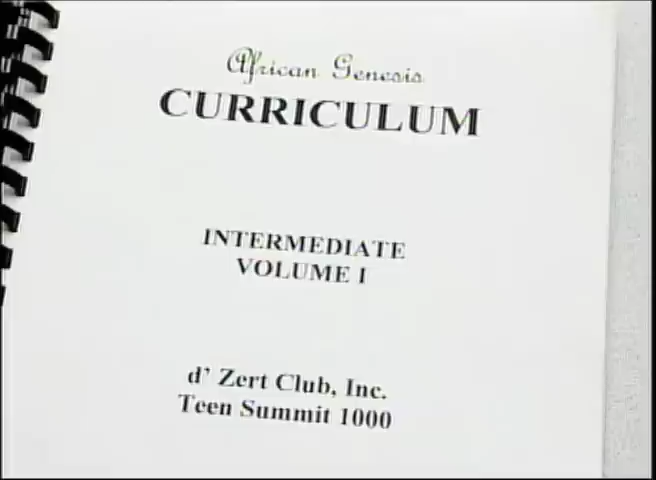 African Genesis
CURRICULUM
INTERMEDIATE
VOLUME I
d' Zert Club, Inc.
Teen Summit 1000